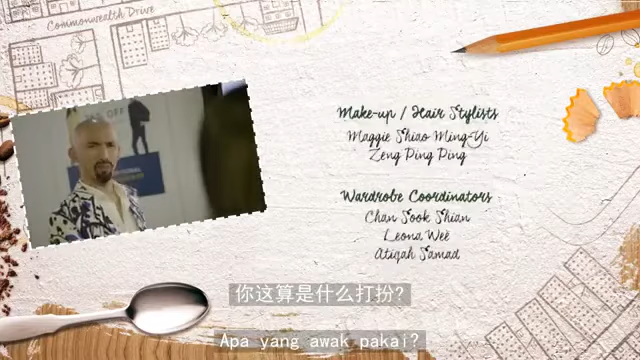 Commonwealth Drive
% OFF
Make-up / Hair Stylists
Maggie Shiao Ming-Yi
Zeng Ping Ping
Wardrobe Coordinators
Chan Sook Shian
Leona Wee
Atiqah Samad
你这算是什么打扮?
Apa yang awak pakai?